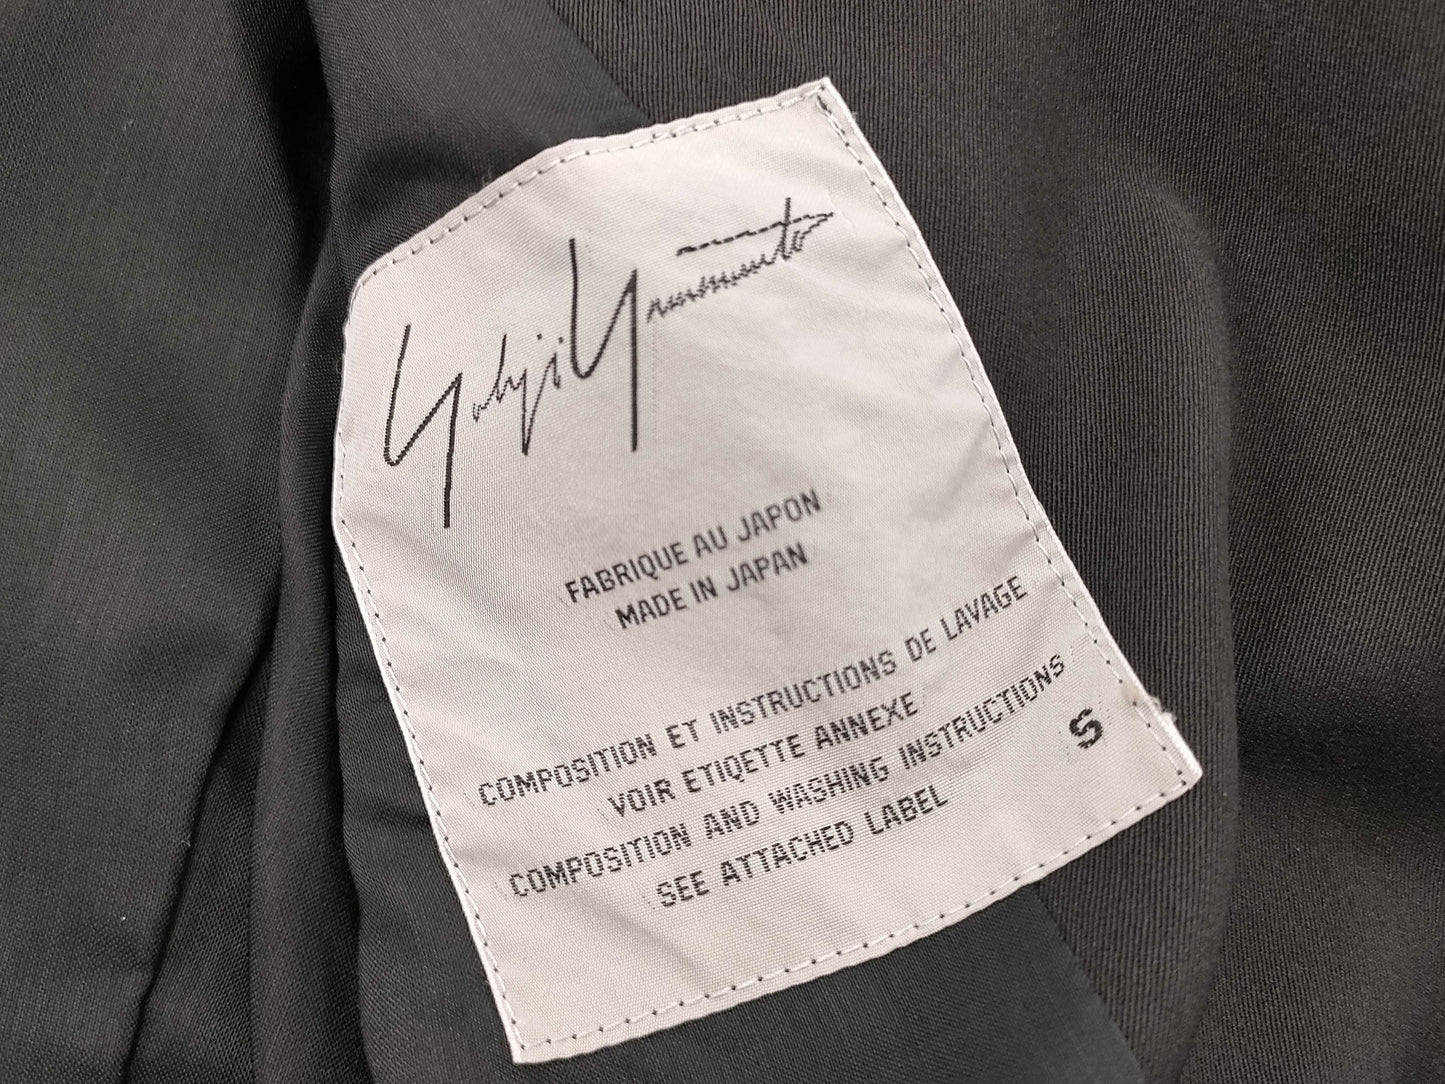 Yohji Yamamoto
FABRIQUE AU JAPON
MADE IN JAPAN
COMPOSITION ET INSTRUCTIONS DE LAVAGE
VOIR ETIQETTE ANNEXE
COMPOSITION AND WASHING INSTRUCTIONS
SEE ATTACHED LABEL
S